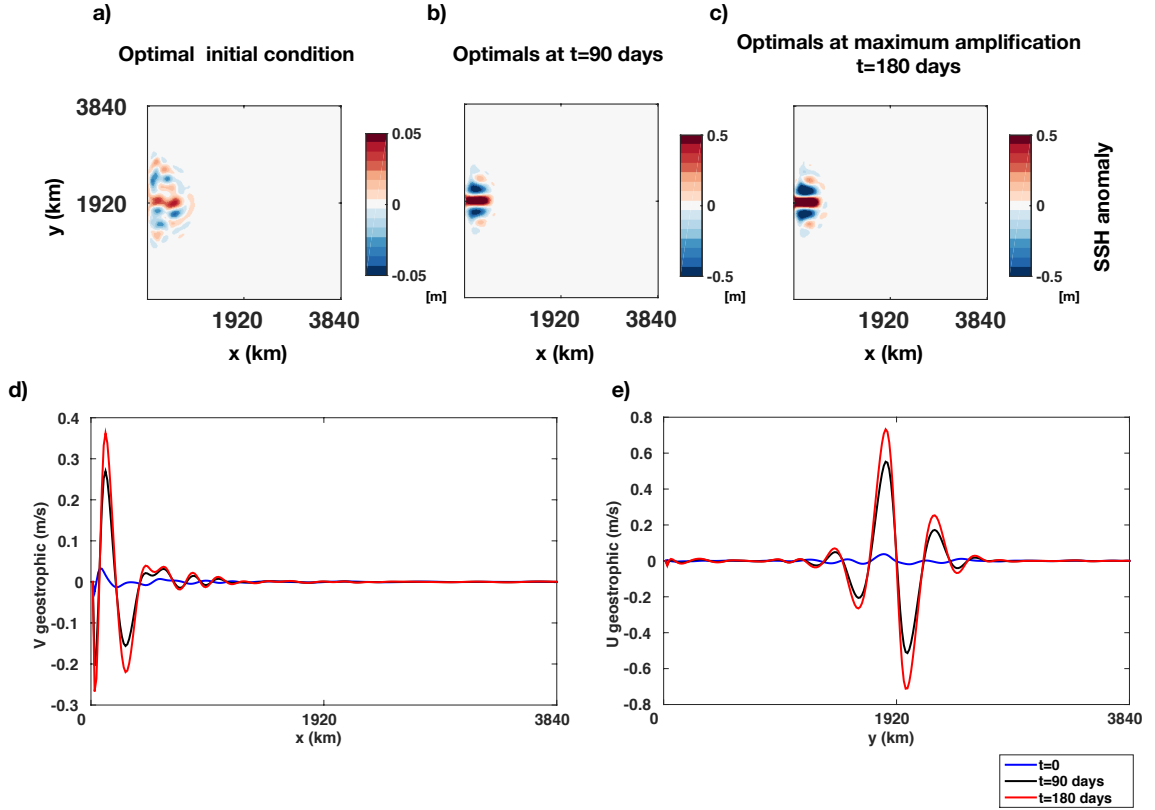 a)
b)
c)
Optimal initial condition
Optimals at t=90 days
Optimals at maximum amplification
t=180 days
3840
1920
y (km)
1920
3840
x (km)
0.05
0
-0.05
[m]
1920
3840
x (km)
0.5
0
-0.5
[m]
1920
3840
x (km)
0.5
0
-0.5
[m]
SSH anomaly
d)
0.4
0.3
0.2
0.1
0
-0.1
-0.2
-0.3
V geostrophic (m/s)
0
1920
3840
x (km)
e)
0.8
0.6
0.4
0.2
0
-0.2
-0.4
-0.6
-0.8
U geostrophic (m/s)
0
1920
3840
y (km)
t=0
t=90 days
t=180 days